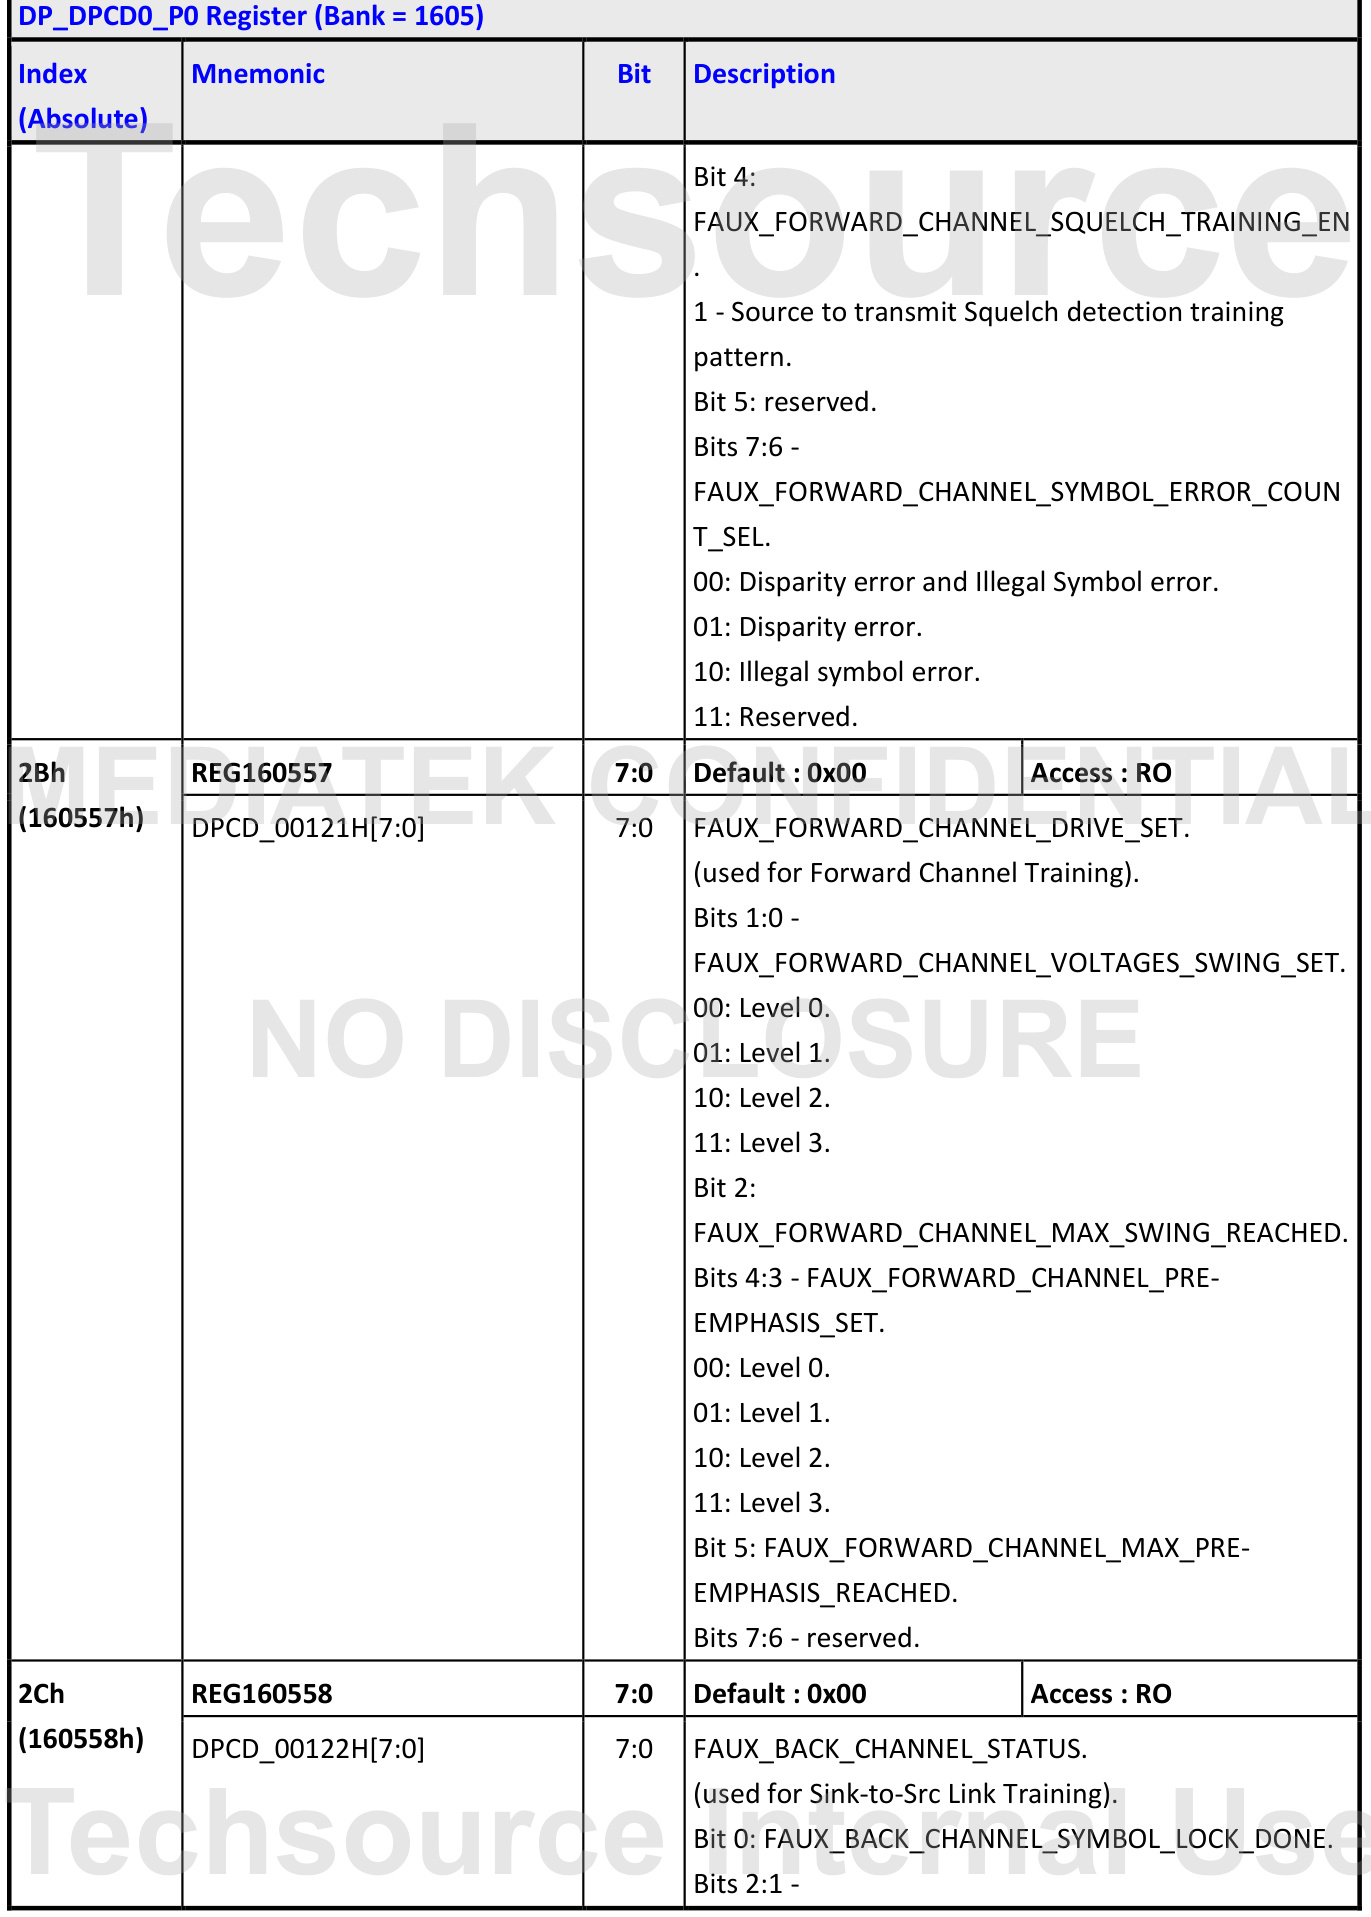 DP_DPCD0_P0 Register (Bank = 1605)
Index
(Absolute)
Mnemonic
Bit
Description
Bit 4:
FAUX_FORWARD_CHANNEL_SQUELCH_TRAINING_EN
.
1 - Source to transmit Squelch detection training
pattern.
Bit 5: reserved.
Bits 7:6 -
FAUX_FORWARD_CHANNEL_SYMBOL_ERROR_COUN
T_SEL.
00: Disparity error and Illegal Symbol error.
01: Disparity error.
10: Illegal symbol error.
11: Reserved.
2Bh
(160557h)
REG160557
7:0
Default : 0x00
Access : RO
DPCD_00121H[7:0]
7:0
FAUX_FORWARD_CHANNEL_DRIVE_SET.
(used for Forward Channel Training).
Bits 1:0 -
FAUX_FORWARD_CHANNEL_VOLTAGES_SWING_SET.
00: Level 0.
01: Level 1.
10: Level 2.
11: Level 3.
Bit 2:
FAUX_FORWARD_CHANNEL_MAX_SWING_REACHED.
Bits 4:3 - FAUX_FORWARD_CHANNEL_PRE-
EMPHASIS_SET.
00: Level 0.
01: Level 1.
10: Level 2.
11: Level 3.
Bit 5: FAUX_FORWARD_CHANNEL_MAX_PRE-
EMPHASIS_REACHED.
Bits 7:6 - reserved.
2Ch
(160558h)
REG160558
7:0
Default : 0x00
Access : RO
DPCD_00122H[7:0]
7:0
FAUX_BACK_CHANNEL_STATUS.
(used for Sink-to-Src Link Training).
Bit 0: FAUX_BACK_CHANNEL_SYMBOL_LOCK_DONE.
Bits 2:1 -
Techsource
MEDIATEK CONFIDENTIAL
NO DISCLOSURE
Techsource Internal Use